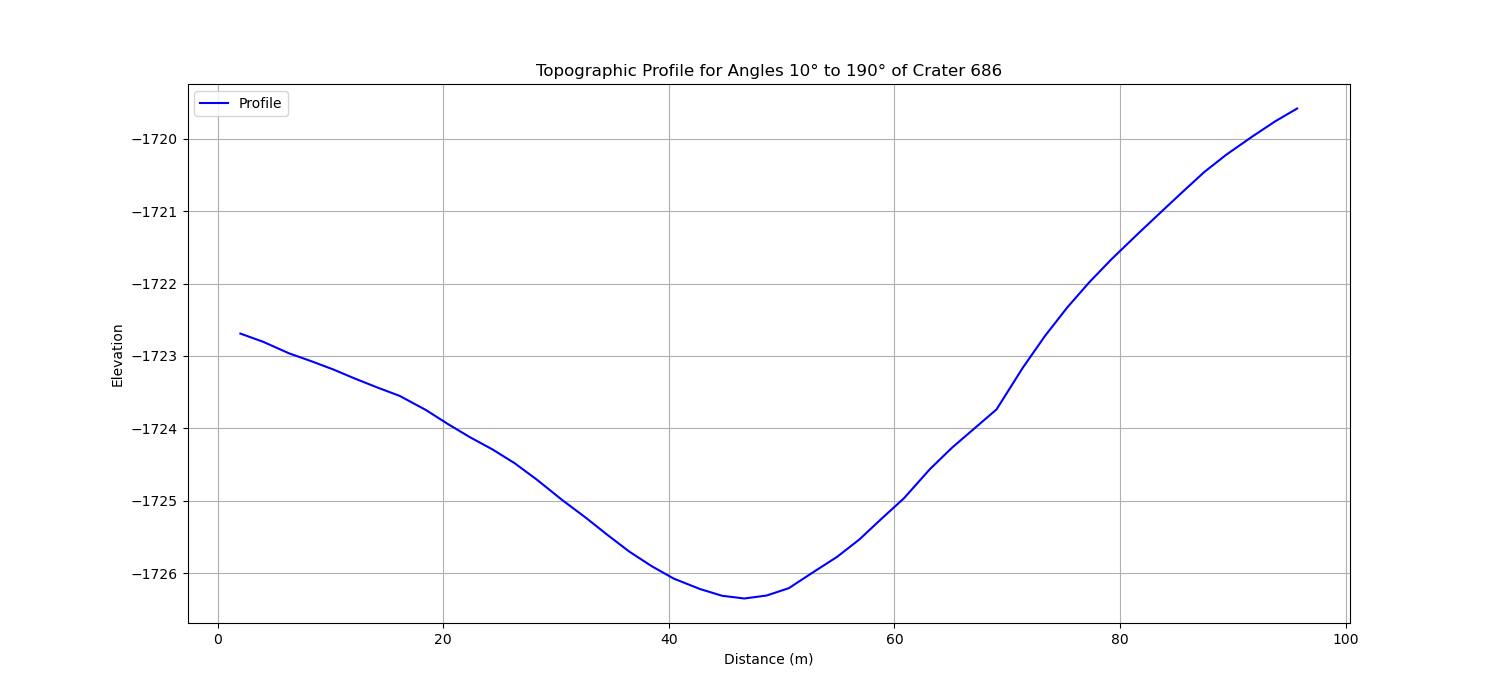 Topographic Profile for Angles 10° to 190° of Crater 686
Profile
−1720
−1721
−1722
−1723
−1724
−1725
−1726
Elevation
0 20 40 60 80 100
Distance (m)